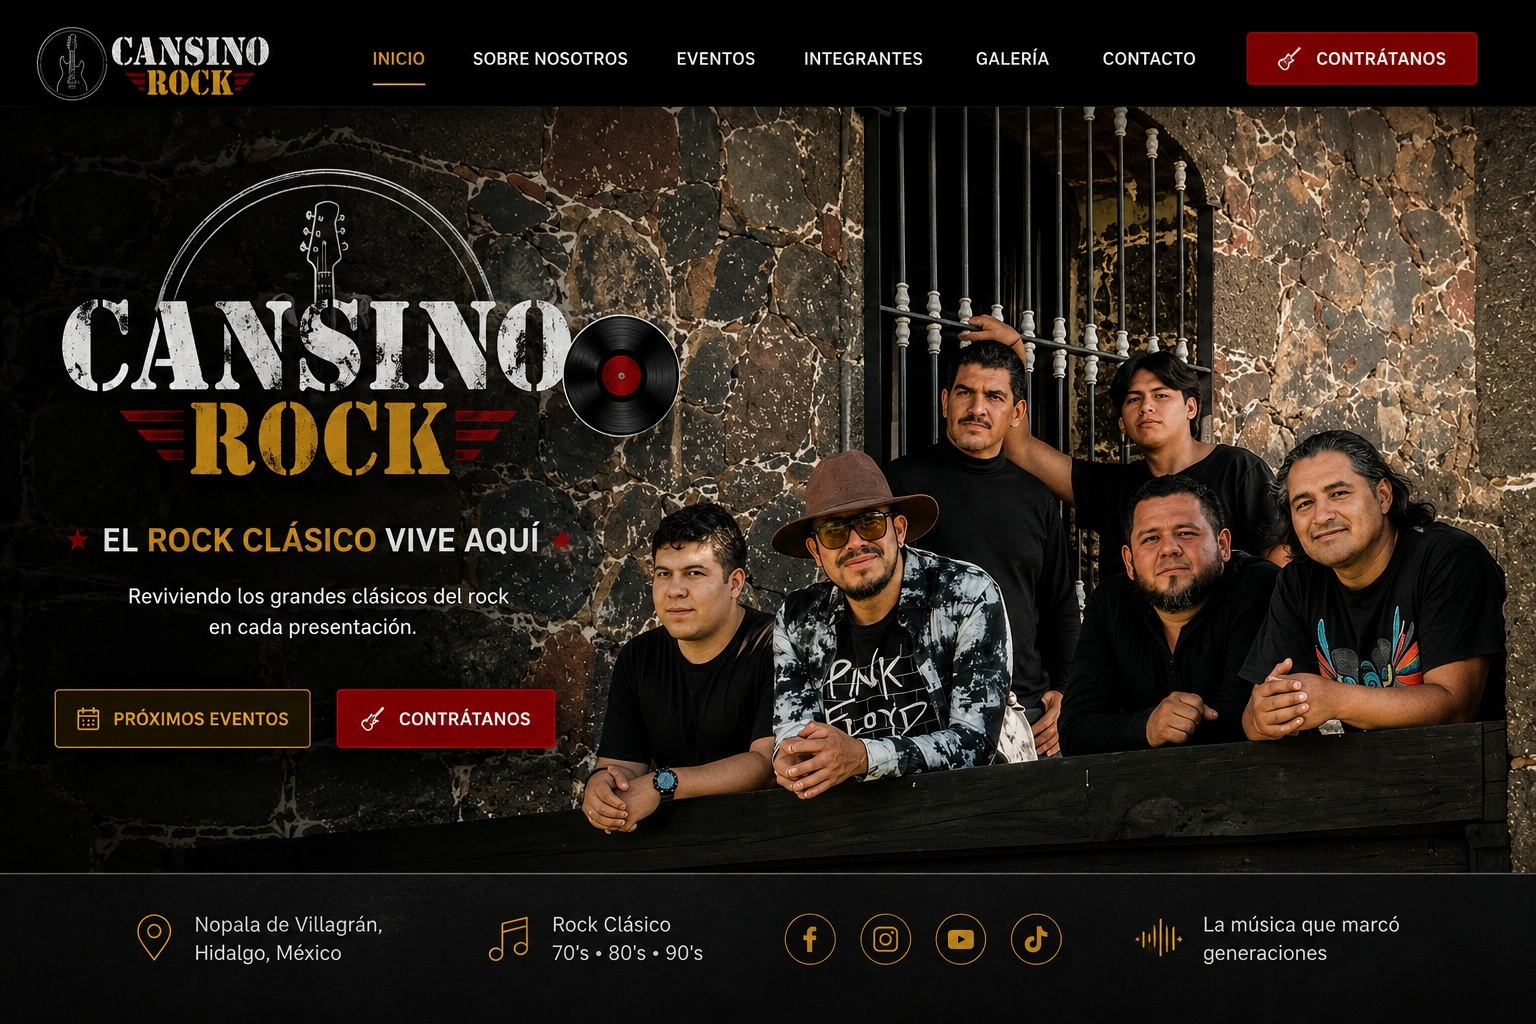 CANSINO
ROCK
INICIO
SOBRE NOSOTROS
EVENTOS
INTEGRANTES
GALERÍA
CONTACTO
CONTRÁTANOS
CANSINO
ROCK
EL ROCK CLÁSICO VIVE AQUÍ
Reviviendo los grandes clásicos del rock
en cada presentación.
PRÓXIMOS EVENTOS
CONTRÁTANOS
PINK
FLOYD
Nopala de Villagrán,
Hidalgo, México
Rock Clásico
70's • 80's • 90's
La música que marcó
generaciones